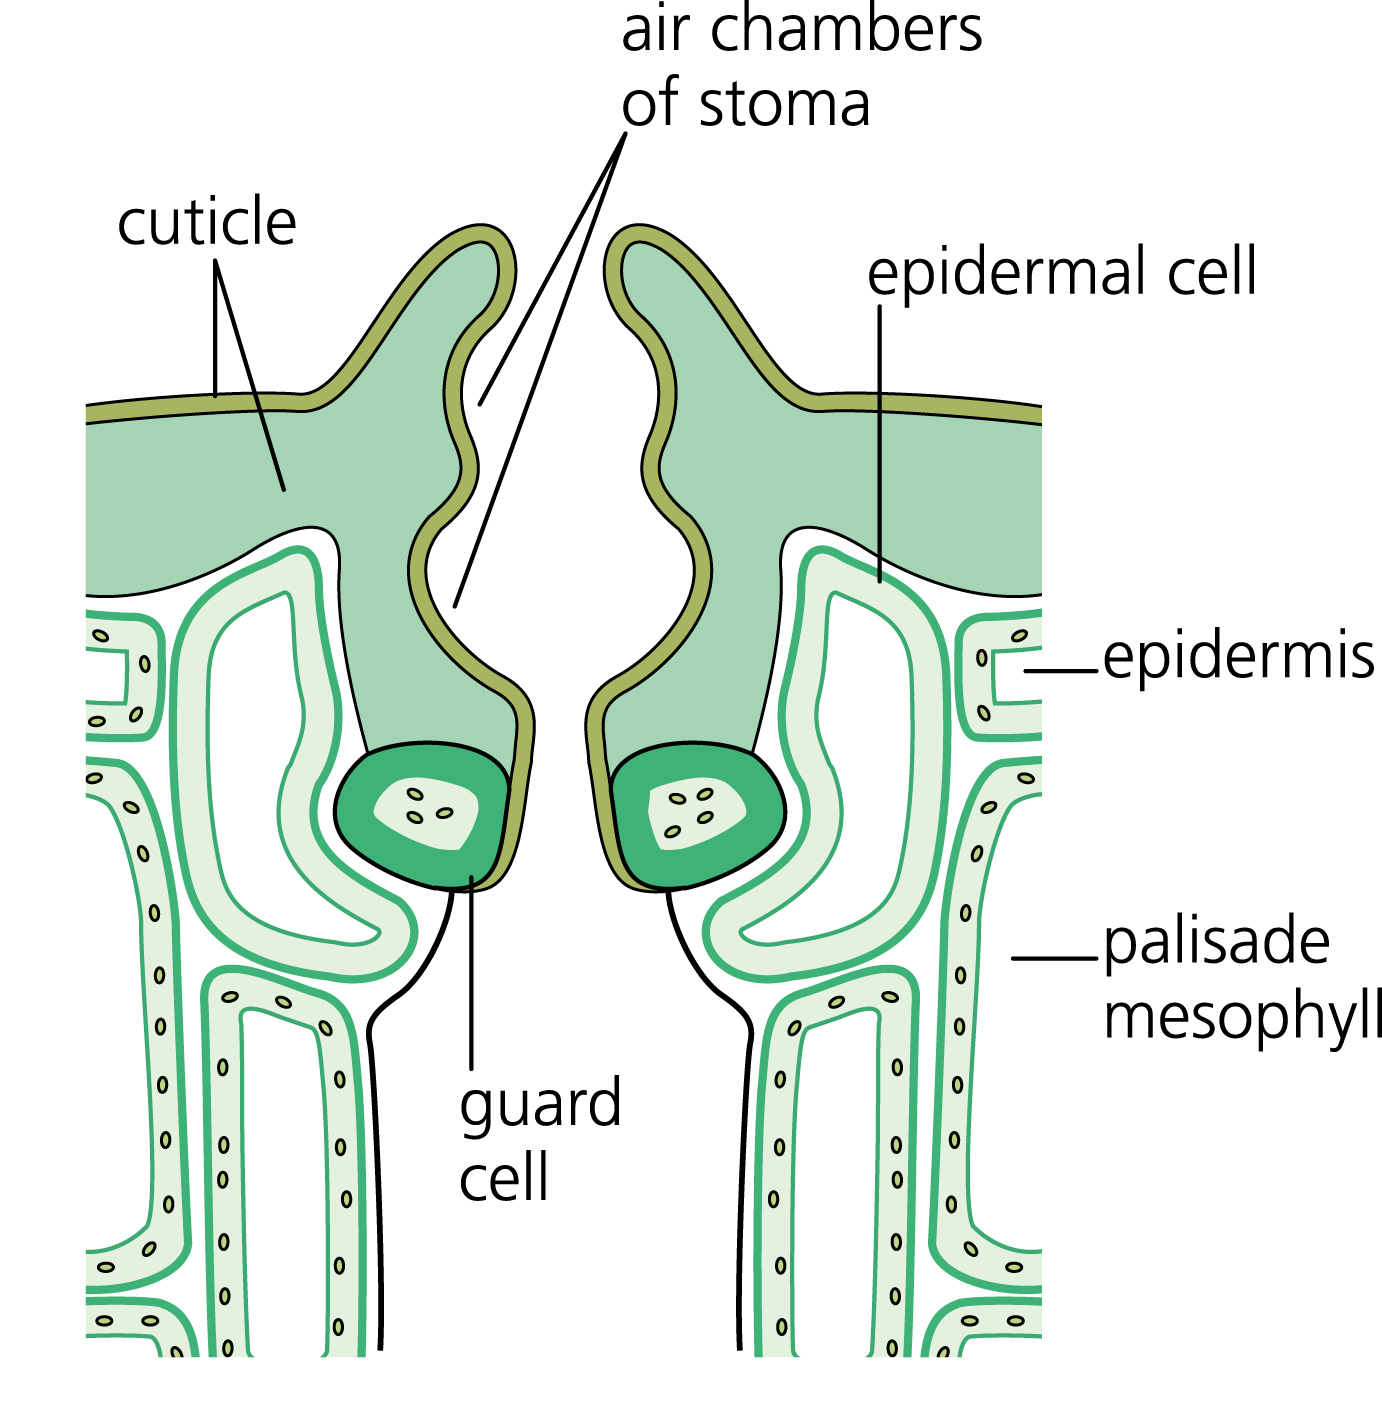 air chambers
of stoma
cuticle
epidermal cell
epidermis
palisade
mesophyll
guard
cell